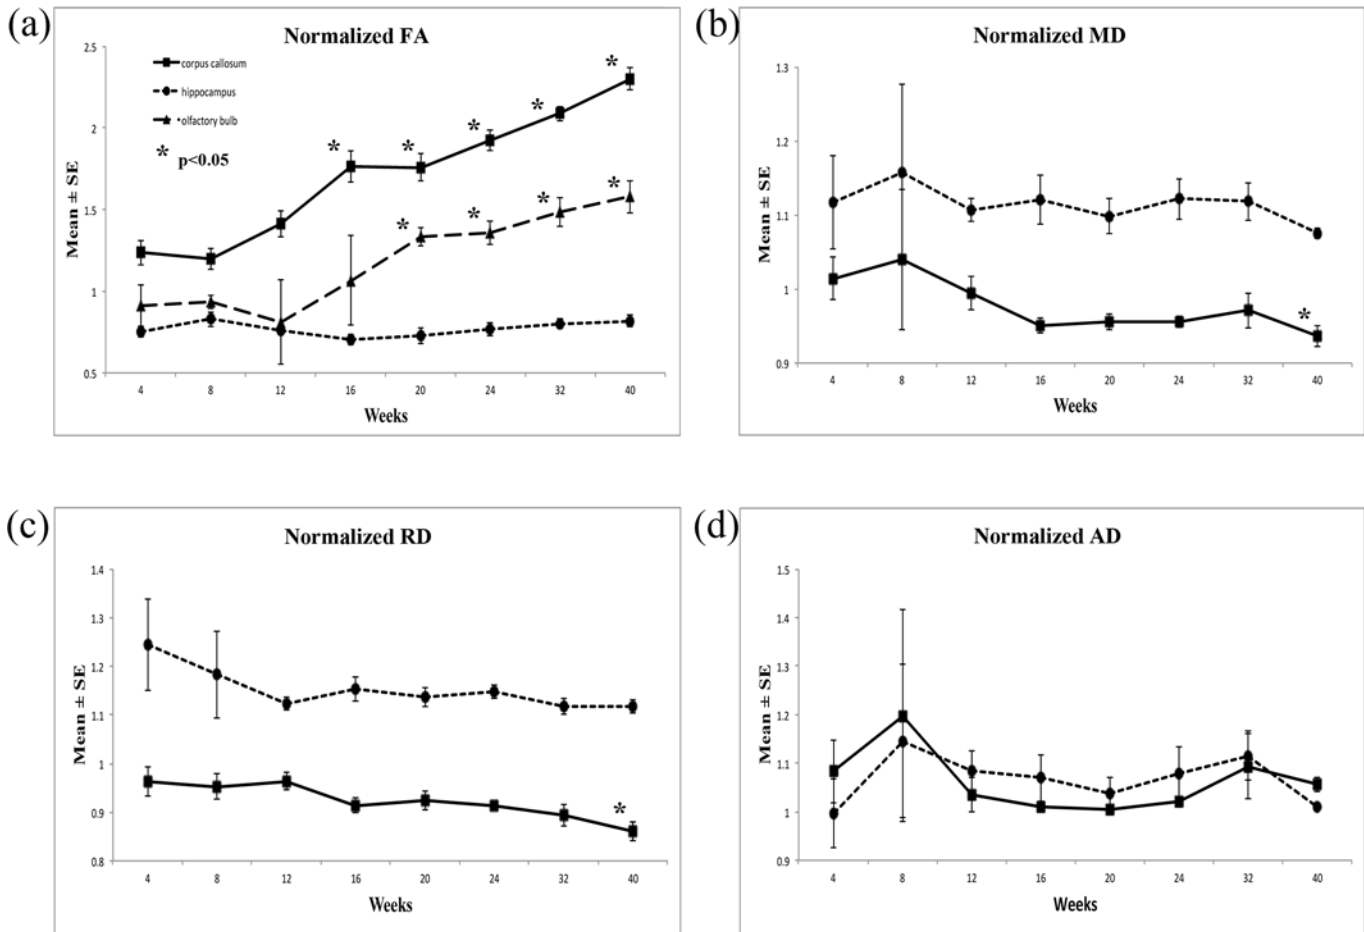 (a)
Normalized FA
2.5
2
1.5
1
0.5
Mean ± SE
corpus callosum
hippocampus
•olfactory bulb
* p<0.05
* * * * *
* * * *
4 8 12 16 20 24 32 40
Weeks
(b)
Normalized MD
1.3
1.2
1.1
1
0.9
Mean ± SE
*
4 8 12 16 20 24 32 40
Weeks
(c)
Normalized RD
1.4
1.3
1.2
1.1
1
0.9
0.8
Mean ± SE
*
4 8 12 16 20 24 32 40
Weeks
(d)
Normalized AD
1.5
1.4
1.3
1.2
1.1
1
0.9
Mean ± SE
4 8 12 16 20 24 32 40
Weeks